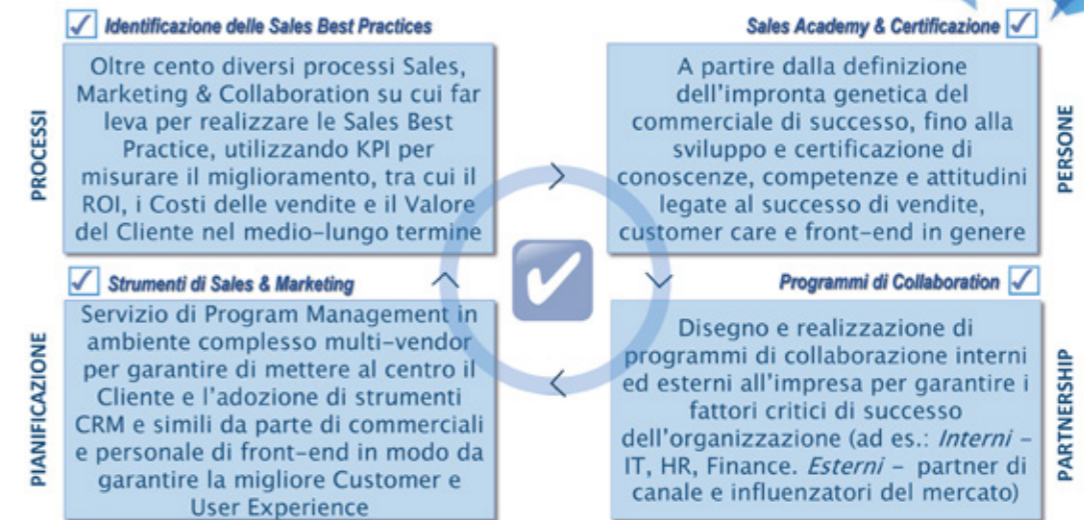 Identificazione delle Sales Best Practices
Oltre cento diversi processi Sales,
Marketing & Collaboration su cui far
leva per realizzare le Sales Best
Practice, utilizzando KPI per
misurare il miglioramento, tra cui il
ROI, i Costi delle vendite e il Valore
del Cliente nel medio-lungo termine
PROCESSI
Sales Academy & Certificazione
A partire dalla definizione
dell'impronta genetica del
commerciale di successo, fino alla
sviluppo e certificazione di
conoscenze, competenze e attitudini
legate al successo di vendite,
customer care e front-end in genere
PERSONE
Strumenti di Sales & Marketing
Servizio di Program Management in
ambiente complesso multi-vendor
per garantire di mettere al centro il
Cliente e l'adozione di strumenti
CRM e simili da parte di commerciali
e personale di front-end in modo da
garantire la migliore Customer e
User Experience
PIANIFICAZIONE
Programmi di Collaboration
Disegno e realizzazione di
programmi di collaborazione interni
ed esterni all'impresa per garantire i
fattori critici di successo
dell'organizzazione (ad es.: Interni -
IT, HR, Finance. Esterni - partner di
canale e influenzatori del mercato)
PARTNERSHIP